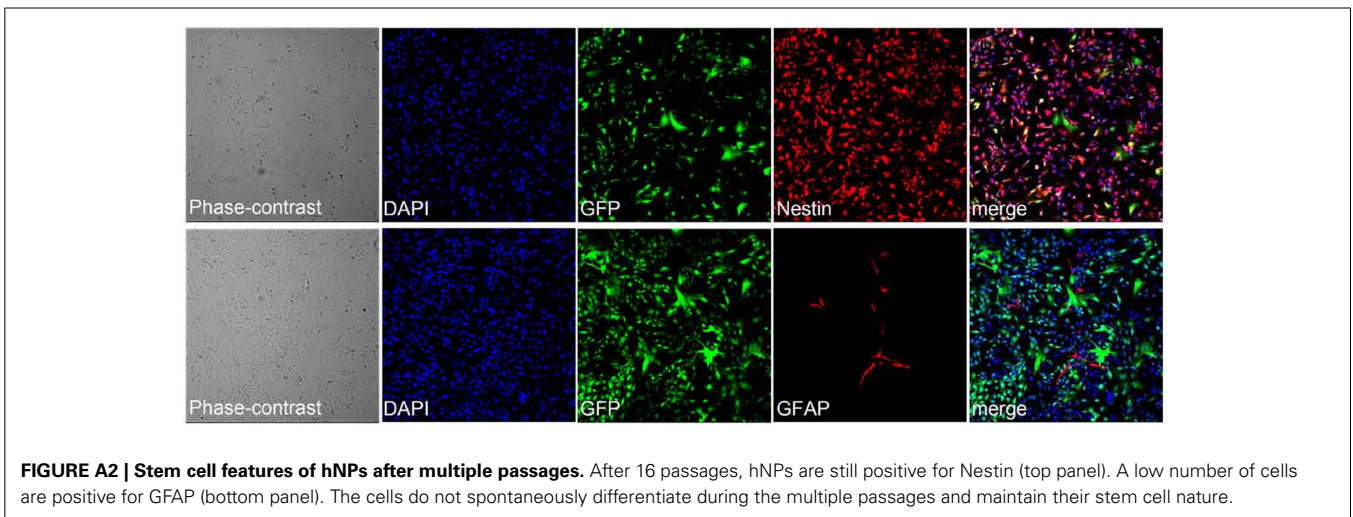 Phase-contrast DAPI GFP Nestin merge
Phase-contrast DAPI GFP GFAP merge
FIGURE A2 | Stem cell features of hNPs after multiple passages. After 16 passages, hNPs are still positive for Nestin (top panel). A low number of cells
are positive for GFAP (bottom panel). The cells do not spontaneously differentiate during the multiple passages and maintain their stem cell nature.